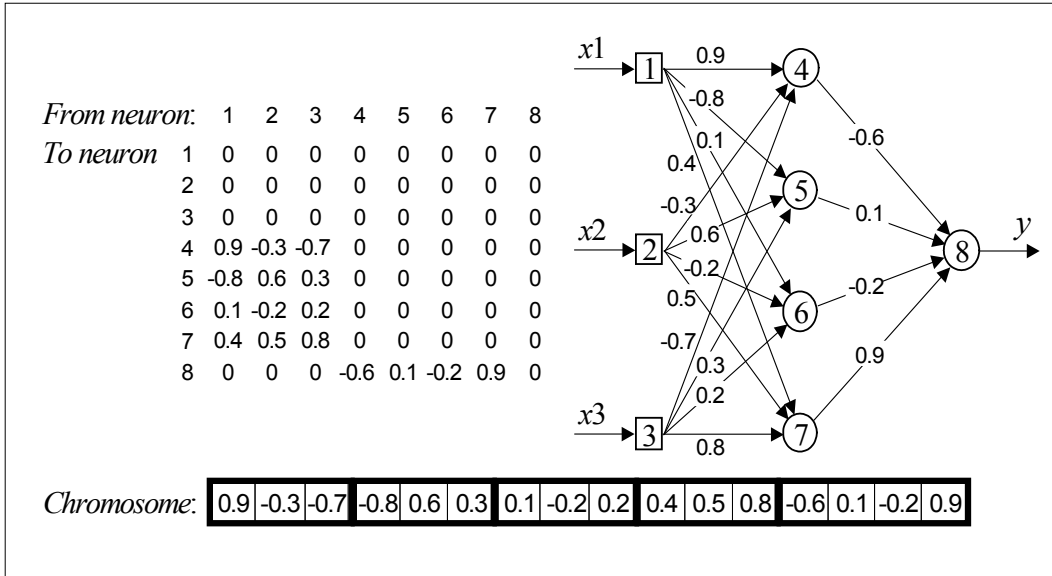 From neuron: 1 2 3 4 5 6 7 8
To neuron 1 0 0 0 0 0 0 0 0
2 0 0 0 0 0 0 0 0
3 0 0 0 0 0 0 0 0
4 0.9 -0.3 -0.7 0 0 0 0 0
5 -0.8 0.6 0.3 0 0 0 0 0
6 0.1 -0.2 0.2 0 0 0 0 0
7 0.4 0.5 0.8 0 0 0 0 0
8 0 0 0 -0.6 0.1 -0.2 0.9 0
x1
1
0.9
4
-0.8
0.1
0.4
-0.6
5
-0.3
0.1
x2
2
0.6
8
y
-0.2
0.5
6
-0.2
-0.7
0.3
0.9
0.2
x3
3
0.8
7
Chromosome: 0.9 -0.3 -0.7 -0.8 0.6 0.3 0.1 -0.2 0.2 0.4 0.5 0.8 -0.6 0.1 -0.2 0.9